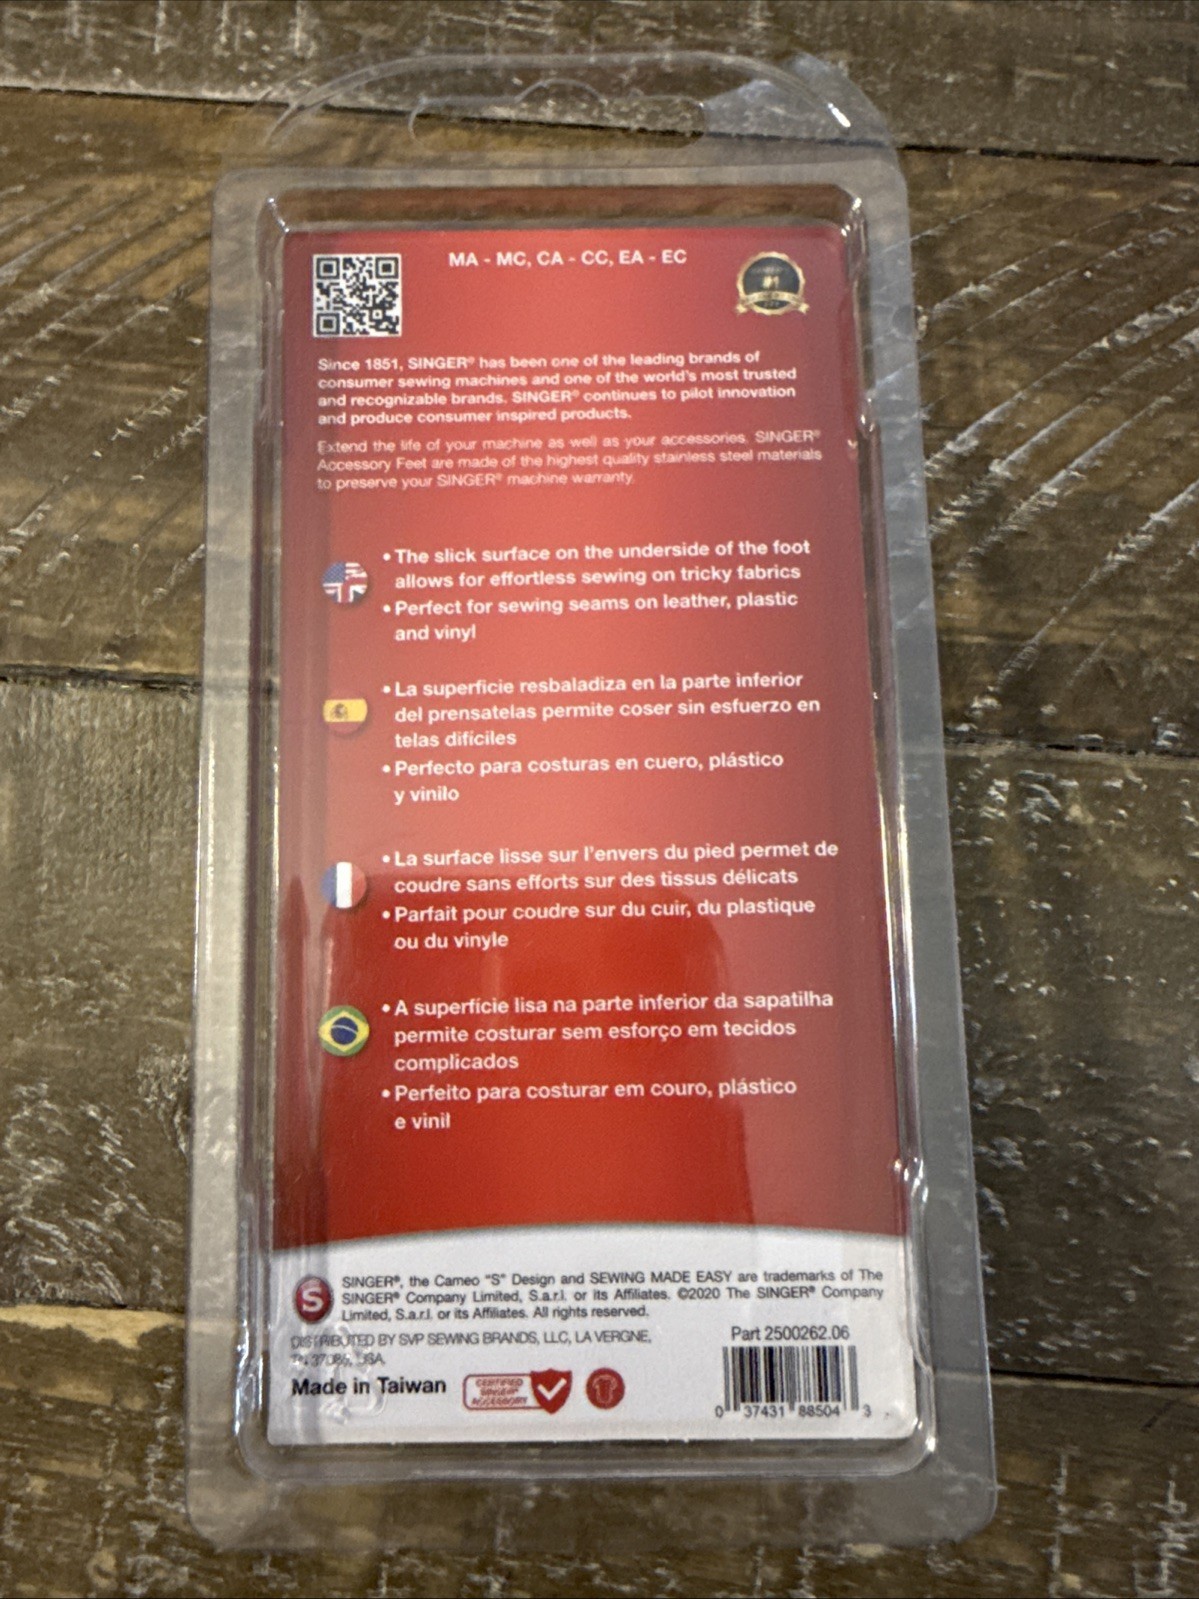 MA - MC, CA - CC, EA - EC
#1
Since 1851, SINGER® has been one of the leading brands of
consumer sewing machines and one of the world's most trusted
and recognizable brands. SINGER® continues to pilot innovation
and produce consumer inspired products.
Extend the life of your machine as well as your accessories. SINGER®
Accessory Feet are made of the highest quality stainless steel materials
to preserve your SINGER® machine warranty.
• The slick surface on the underside of the foot
allows for effortless sewing on tricky fabrics
• Perfect for sewing seams on leather, plastic
and vinyl
• La superficie resbaladiza en la parte inferior
del prensatelas permite coser sin esfuerzo en
telas difíciles
• Perfecto para costuras en cuero, plástico
y vinilo
• La surface lisse sur l'envers du pied permet de
coudre sans efforts sur des tissus délicats
• Parfait pour coudre sur du cuir, du plastique
ou du vinyle
• A superfície lisa na parte inferior da sapatilha
permite costurar sem esforço em tecidos
complicados
• Perfeito para costurar em couro, plástico
e vinil
S
SINGER®, the Cameo "S" Design and SEWING MADE EASY are trademarks of The
SINGER® Company Limited, S.a.r.l. or its Affiliates. ©2020 The SINGER® Company
Limited, S.a.r.l. or its Affiliates. All rights reserved.
DISTRIBUTED BY SVP SEWING BRANDS, LLC, LA VERGNE,
TN 37086, USA
Made in Taiwan
CERTIFIED
SINGER®
ACCESSORY
Part 2500262.06
0 37431 88504 3